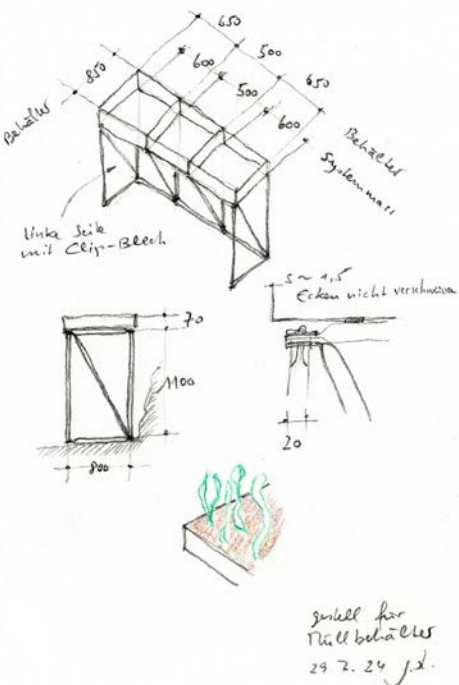 650
600
500
850
500
650
600
Behälter
Behälter
Systemmass
linke Seite
mit Clip-Blech
s ~ 1,5
Ecken nicht verschweissen
70
1100
800
20
gestell für
Müllbehälter
29. 2. 24